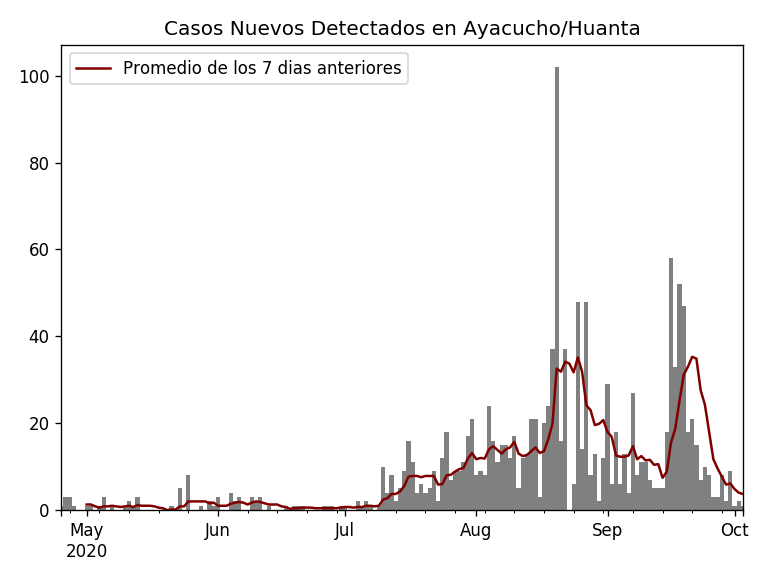 Casos Nuevos Detectados en Ayacucho/Huanta
Promedio de los 7 dias anteriores
100
80
60
40
20
0
May Jun Jul Aug Sep Oct
2020